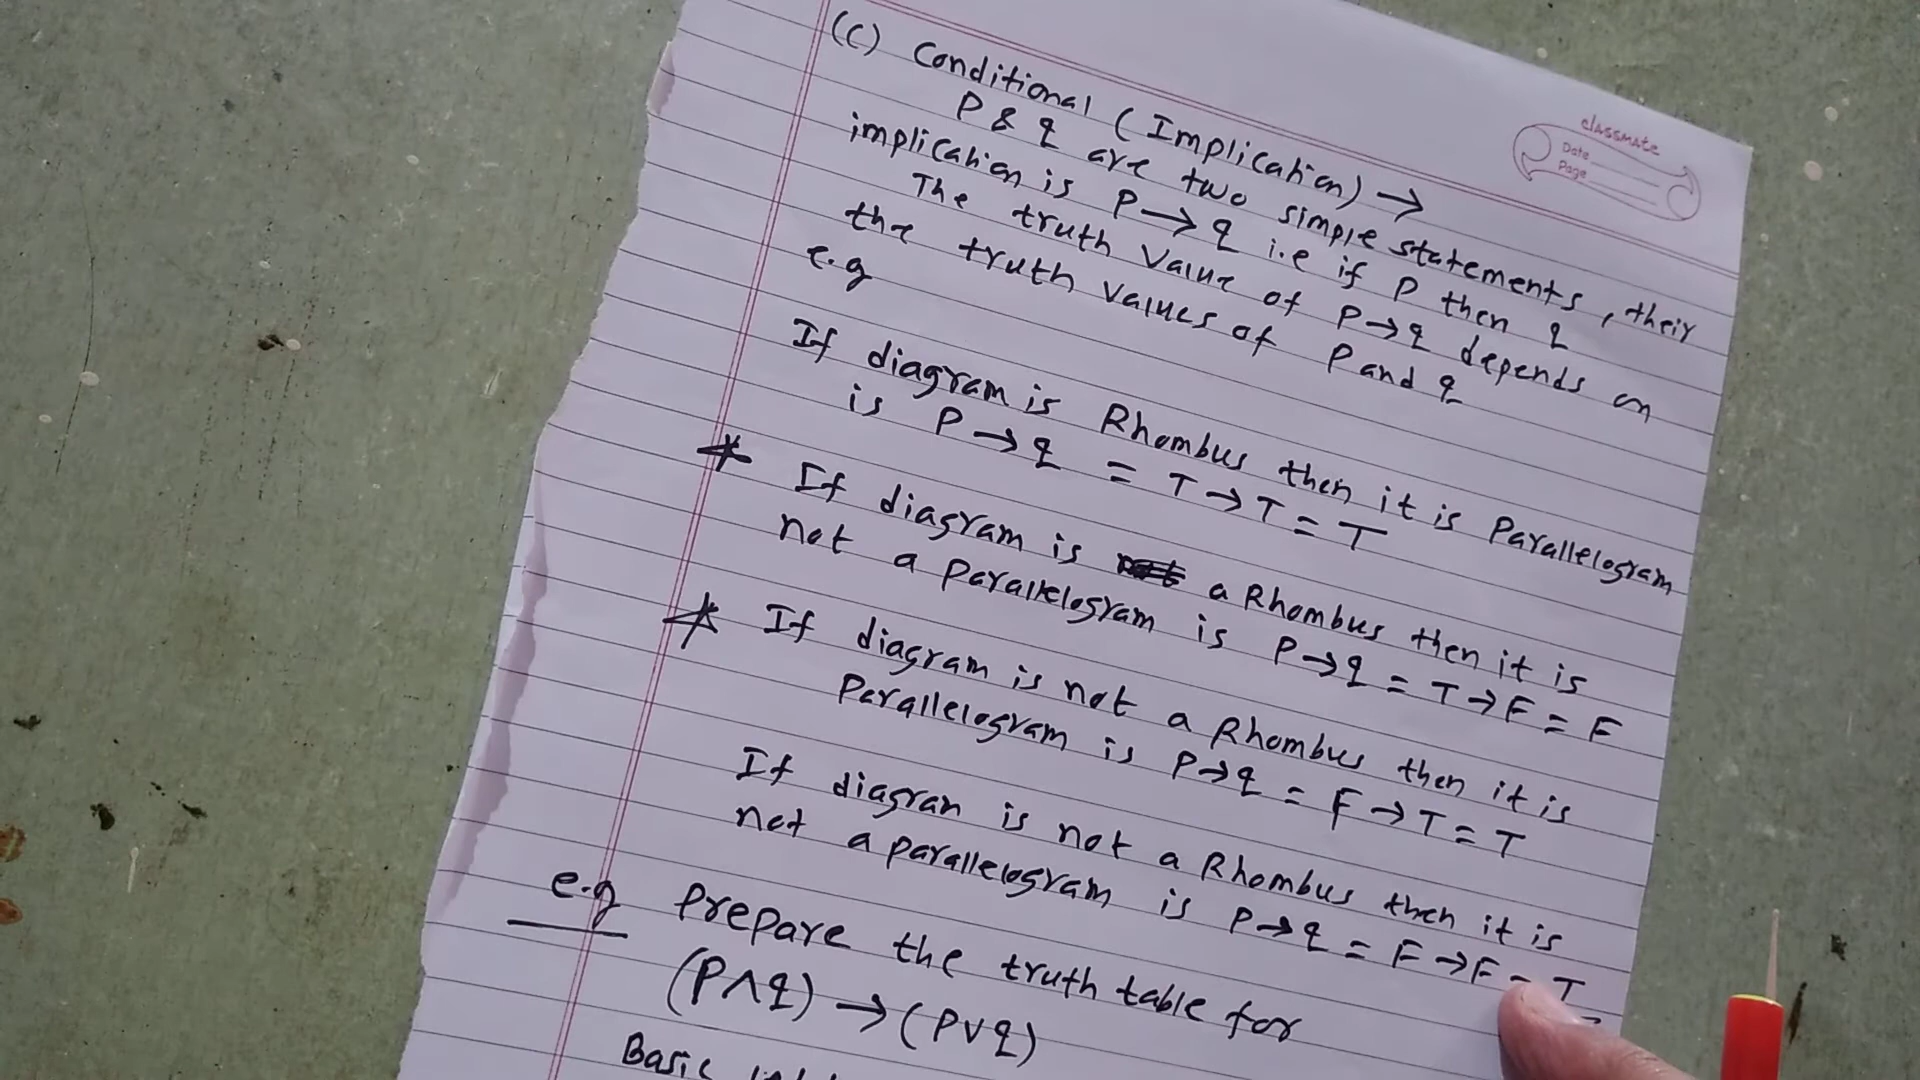 (C) Conditional (Implication) →
P & q are two simple statements, their
implication is P → q i.e if P then q
The truth value of P → q depends on
the truth values of P and q
e.g
If diagram is Rhombus then it is Parallelogram
is P → q = T → T = T
* If diagram is a Rhombus then it is
not a parallelogram is P → q = T → F = F
* If diagram is not a Rhombus then it is
Parallelogram is P → q = F → T = T
If diagram is not a Rhombus then it is
not a parallelogram is P → q = F → F = T
e.g Prepare the truth table for
(P ∧ q) → (P ∨ q)
Basic
classmate
Date
Page